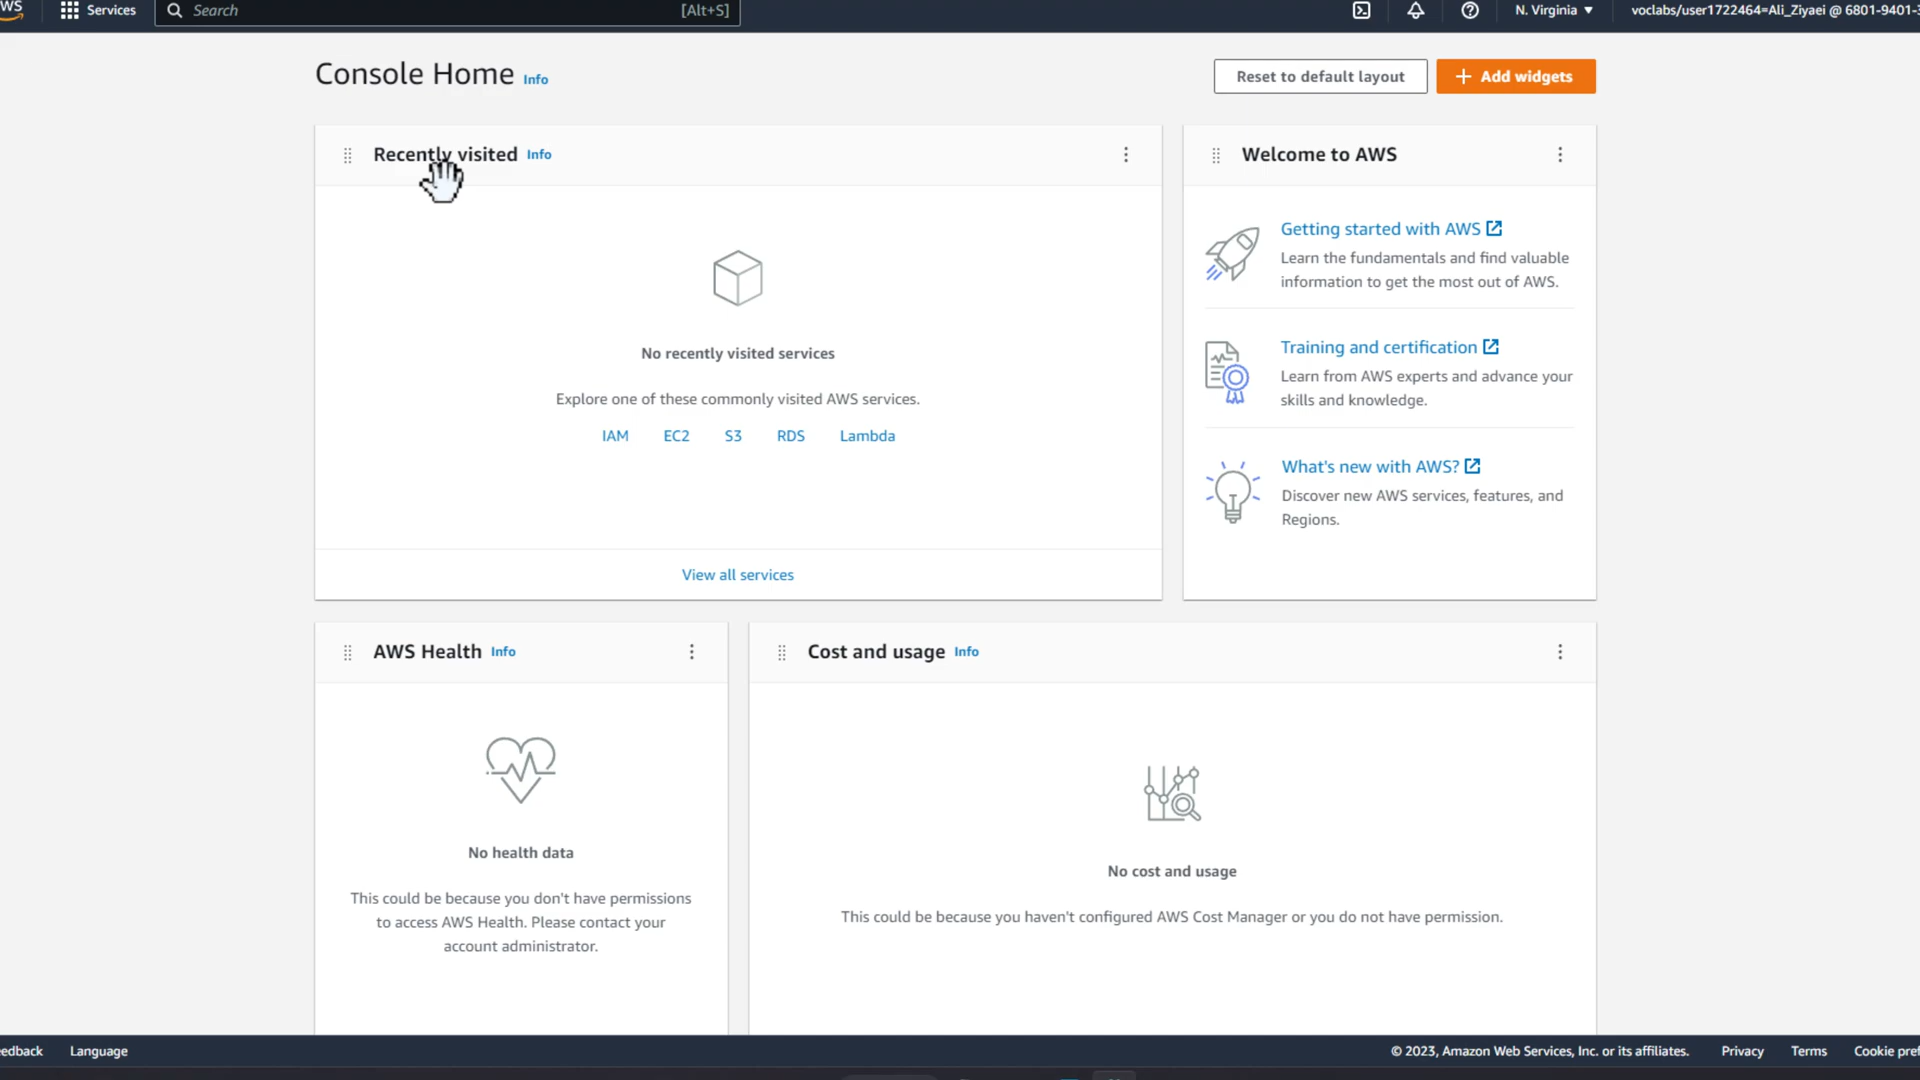 Services
Search
[Alt+S]
N. Virginia
voclabs/user1722464=Ali_Ziyaei @ 6801-9401-
Console Home Info
Reset to default layout
Add widgets
Recently visited Info
No recently visited services
Explore one of these commonly visited AWS services.
IAM EC2 S3 RDS Lambda
View all services
Welcome to AWS
Getting started with AWS
Learn the fundamentals and find valuable
information to get the most out of AWS.
Training and certification
Learn from AWS experts and advance your
skills and knowledge.
What's new with AWS?
Discover new AWS services, features, and
Regions.
AWS Health Info
No health data
This could be because you don't have permissions
to access AWS Health. Please contact your
account administrator.
Cost and usage Info
No cost and usage
This could be because you haven't configured AWS Cost Manager or you do not have permission.
edback
Language
© 2023, Amazon Web Services, Inc. or its affiliates.
Privacy
Terms
Cookie pref